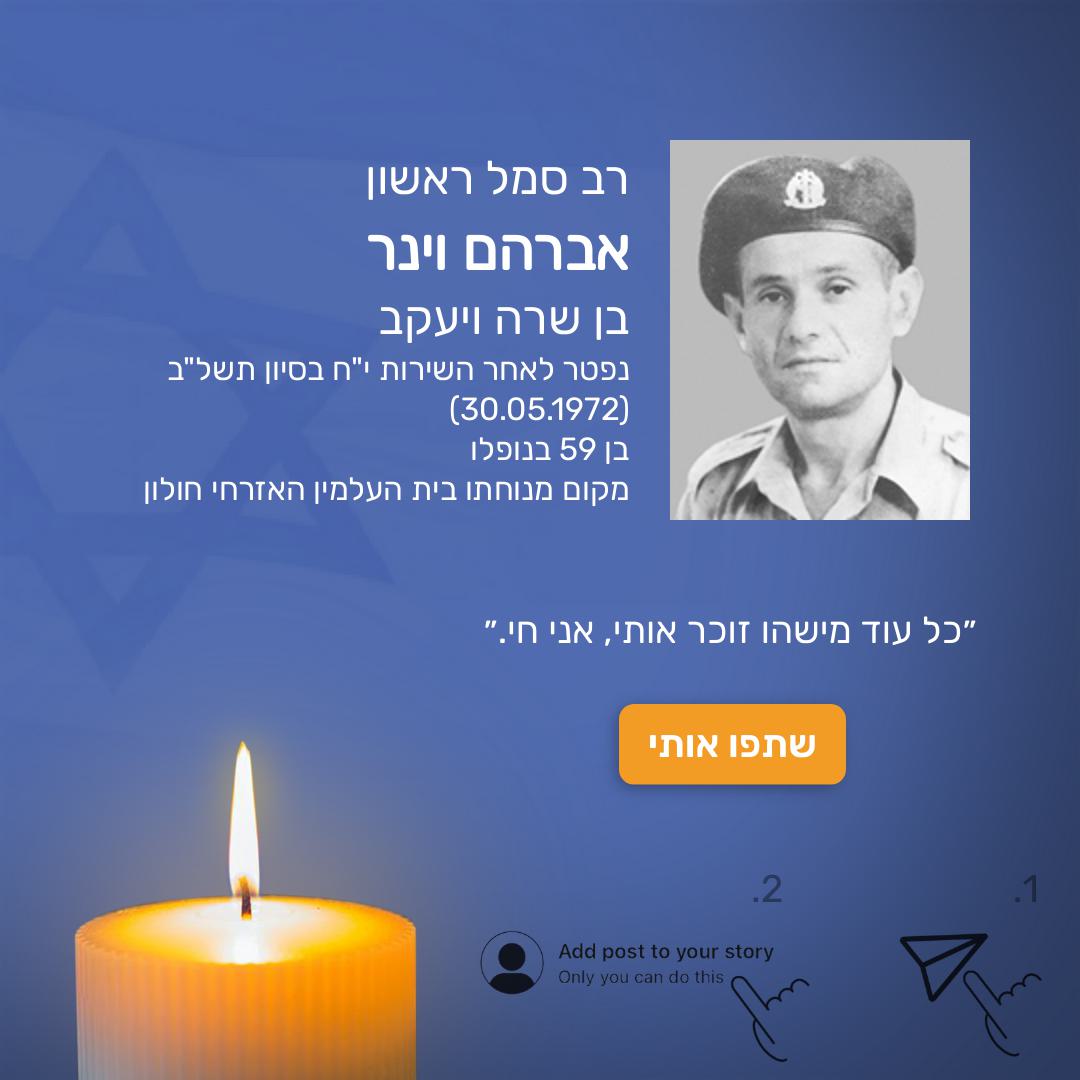 רב סמל ראשון
אברהם וינר
בן שרה ויעקב
נפטר לאחר השירות י"ח בסיון תשל"ב
(30.05.1972)
בן 59 בנופלו
מקום מנוחתו בית העלמין האזרחי חולון
״כל עוד מישהו זוכר אותי, אני חי.״
שתפו אותי
.1
.2
Add post to your story
Only you can do this